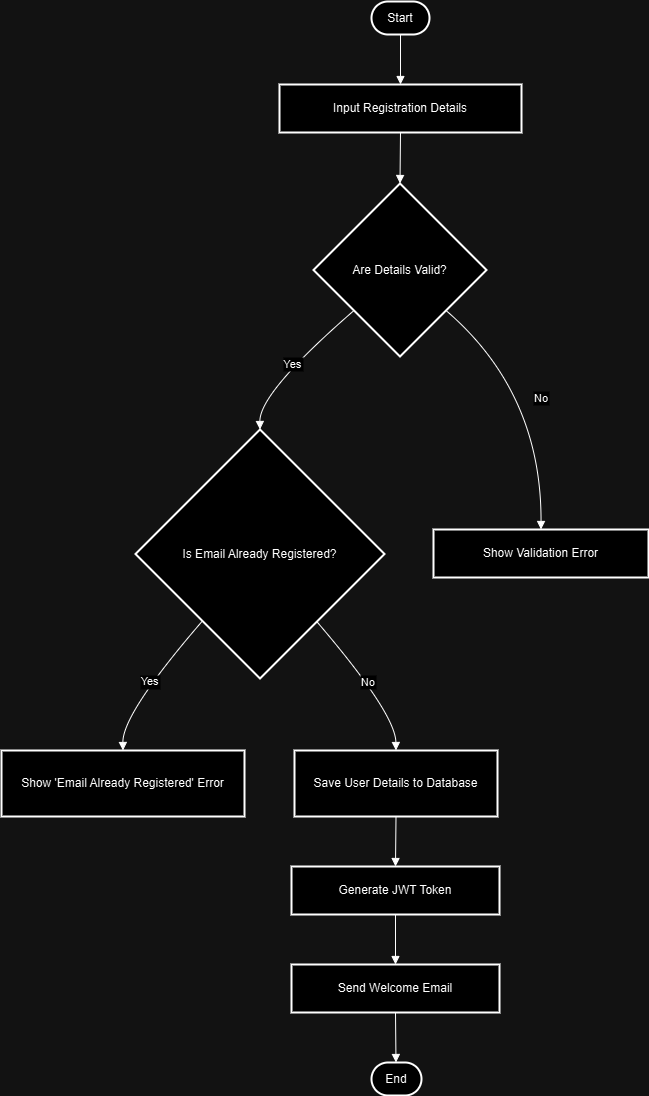 Start
Input Registration Details
Are Details Valid?
Yes
No
Is Email Already Registered?
Show Validation Error
Yes
No
Show 'Email Already Registered' Error
Save User Details to Database
Generate JWT Token
Send Welcome Email
End